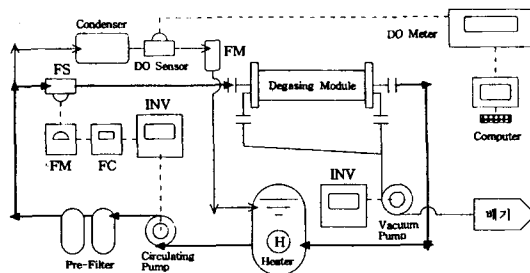 Condenser
DO Sensor
FM
DO Meter
FS
Degasing Module
Computer
FM
FC
INV
INV
H
Heater
Vacuum
Pump
배기
Pre-Filter
Circulating
Pump